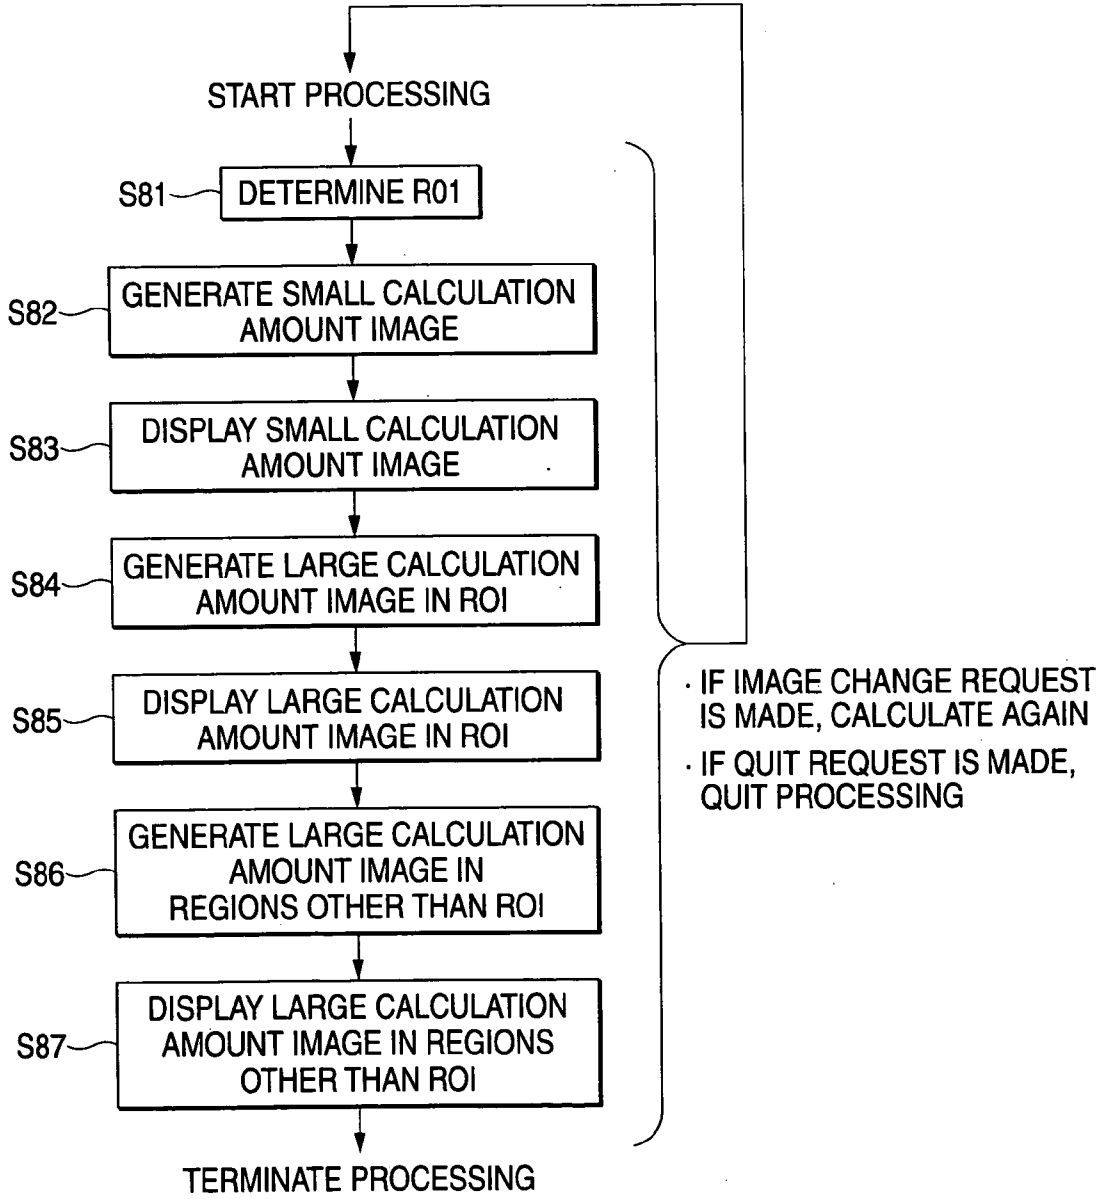 START PROCESSING
S81
DETERMINE R01
S82
GENERATE SMALL CALCULATION
AMOUNT IMAGE
S83
DISPLAY SMALL CALCULATION
AMOUNT IMAGE
S84
GENERATE LARGE CALCULATION
AMOUNT IMAGE IN ROI
S85
DISPLAY LARGE CALCULATION
AMOUNT IMAGE IN ROI
S86
GENERATE LARGE CALCULATION
AMOUNT IMAGE IN
REGIONS OTHER THAN ROI
S87
DISPLAY LARGE CALCULATION
AMOUNT IMAGE IN REGIONS
OTHER THAN ROI
TERMINATE PROCESSING
· IF IMAGE CHANGE REQUEST
IS MADE, CALCULATE AGAIN
· IF QUIT REQUEST IS MADE,
QUIT PROCESSING